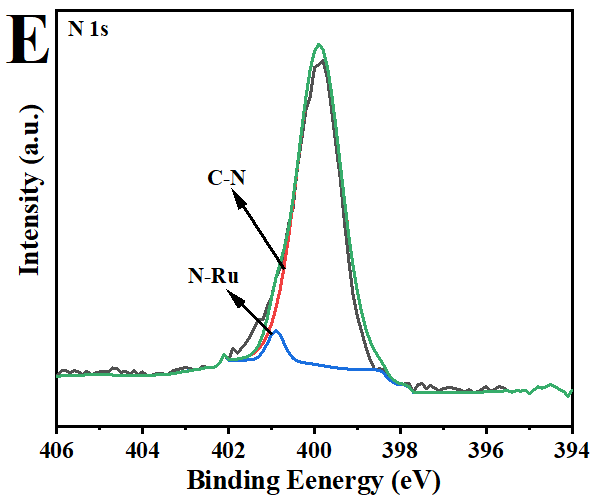 E
N 1s
Intensity (a.u.)
C-N
N-Ru
406 404 402 400 398 396 394
Binding Eenergy (eV)